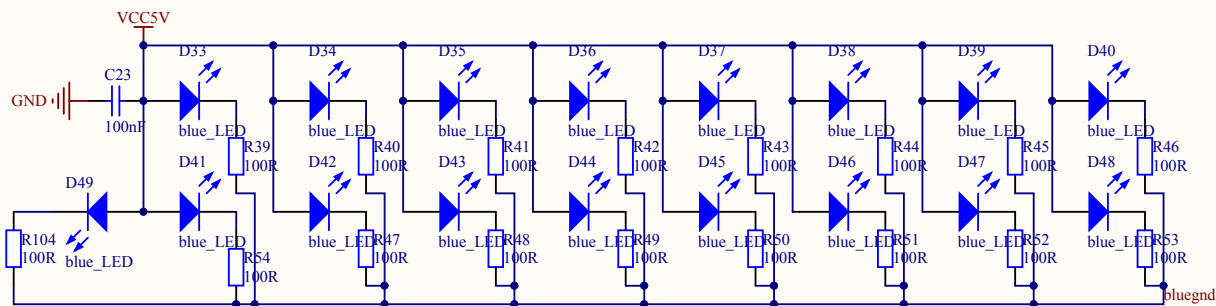 VCC5V
D33 D34 D35 D36 D37 D38 D39 D40
C23
GND
100nF
blue_LED blue_LED blue_LED blue_LED blue_LED blue_LED blue_LED blue_LED
R39 R40 R41 R42 R43 R44 R45 R46
100R 100R 100R 100R 100R 100R 100R 100R
D41 D42 D43 D44 D45 D46 D47 D48
D49
R104
100R
blue_LED
blue_LED blue_LED blue_LED blue_LED blue_LED blue_LED blue_LED blue_LED
R54 R47 R48 R49 R50 R51 R52 R53
100R 100R 100R 100R 100R 100R 100R 100R
bluegnd